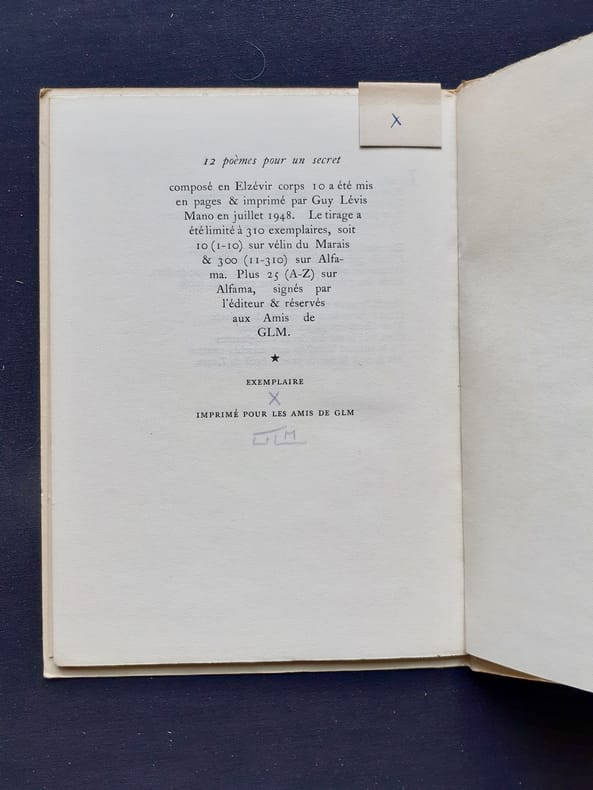 X
12 poèmes pour un secret
composé en Elzévir corps 10 a été mis
en pages & imprimé par Guy Lévis
Mano en juillet 1948. Le tirage a
été limité à 310 exemplaires, soit
10 (1-10) sur vélin du Marais
& 300 (11-310) sur Alfa-
ma. Plus 25 (A-Z) sur
Alfama, signés par
l'éditeur & réservés
aux Amis de
GLM.
★
EXEMPLAIRE
X
IMPRIMÉ POUR LES AMIS DE GLM
GLM